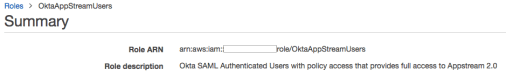 Roles > OktaAppStreamUsers
Summary
Role ARN arn:aws:iam:: role/OktaAppStreamUsers
Role description Okta SAML Authenticated Users with policy access that provides full access to Appstream 2.0